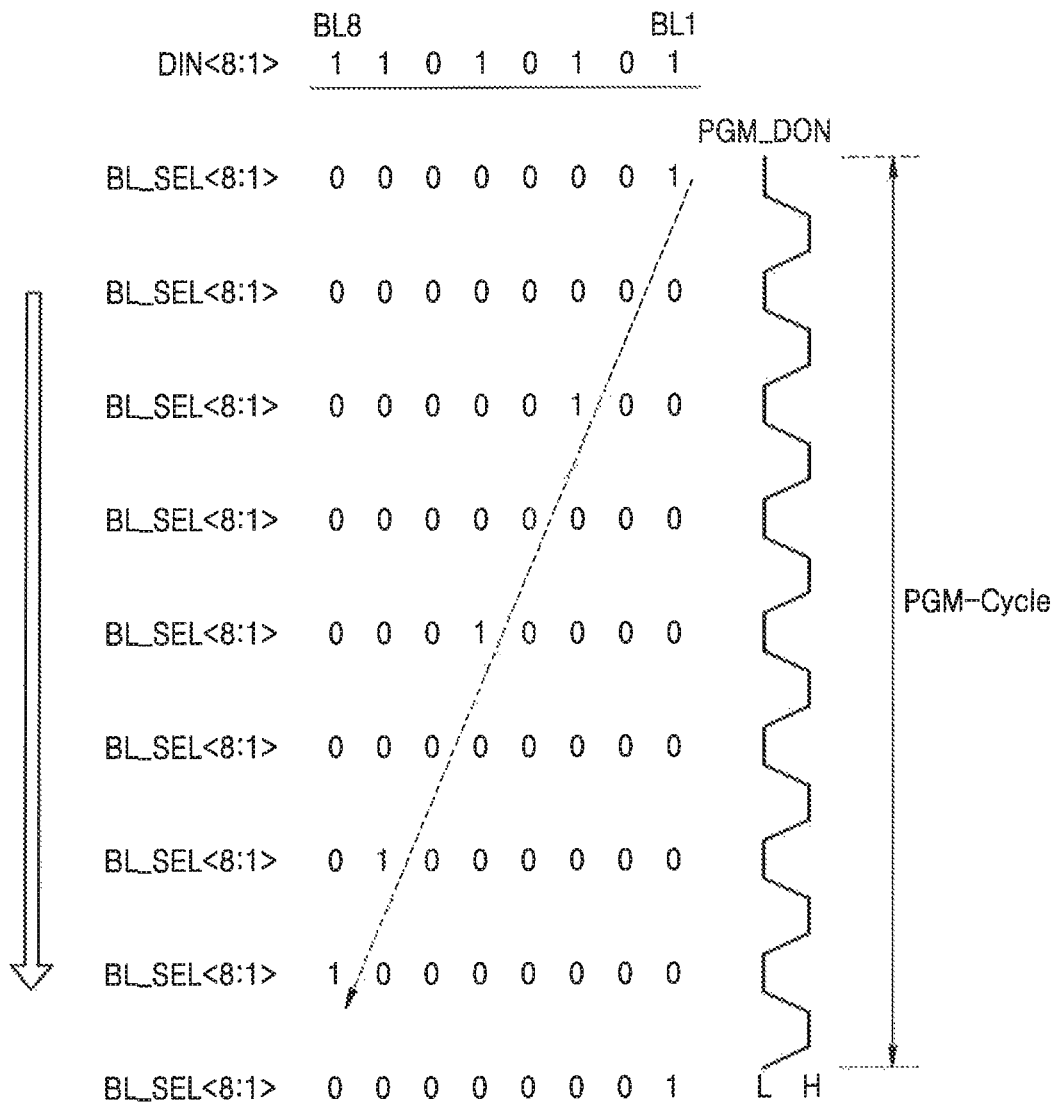 BL8 BL1
DIN<8:1> 1 1 0 1 0 1 0 1
PGM_DON
BL_SEL<8:1> 0 0 0 0 0 0 0 1
BL_SEL<8:1> 0 0 0 0 0 0 0 0
BL_SEL<8:1> 0 0 0 0 0 1 0 0
BL_SEL<8:1> 0 0 0 0 0 0 0 0
BL_SEL<8:1> 0 0 0 1 0 0 0 0
PGM-Cycle
BL_SEL<8:1> 0 0 0 0 0 0 0 0
BL_SEL<8:1> 0 1 0 0 0 0 0 0
BL_SEL<8:1> 1 0 0 0 0 0 0 0
BL_SEL<8:1> 0 0 0 0 0 0 0 1 L H